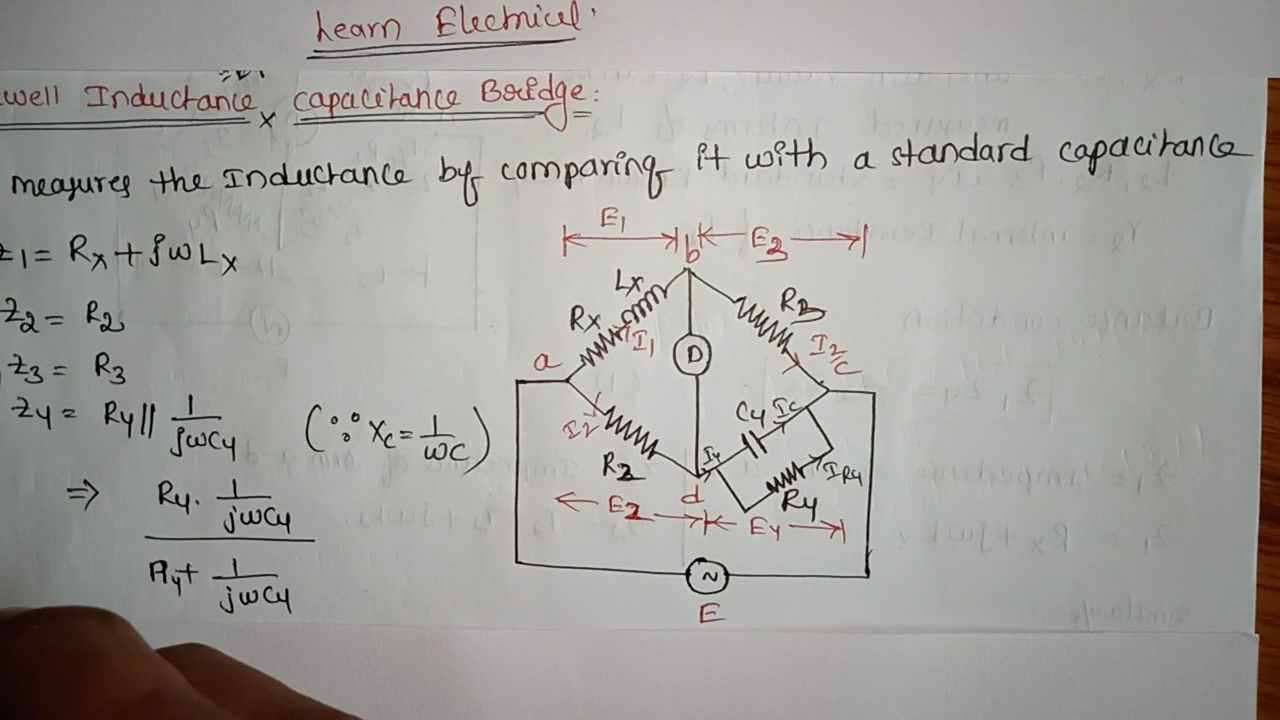 Learn Electrical.
well Inductance x capacitance Bridge:
measures the Inductance by comparing it with a standard capacitance
Z1 = Rx + jωLx
Z2 = R2
Z3 = R3
Z4 = R4 || 1/jωC4 (∵ Xc = 1/ωC)
⇒ R4 . 1/jωC4
R4 + 1/jωC4
E1
E3
b
Lx
Rx
I1
R3
a
D
c
I2
R2
C4
Ic
I4
IR4
R4
d
E2
E4
~
E